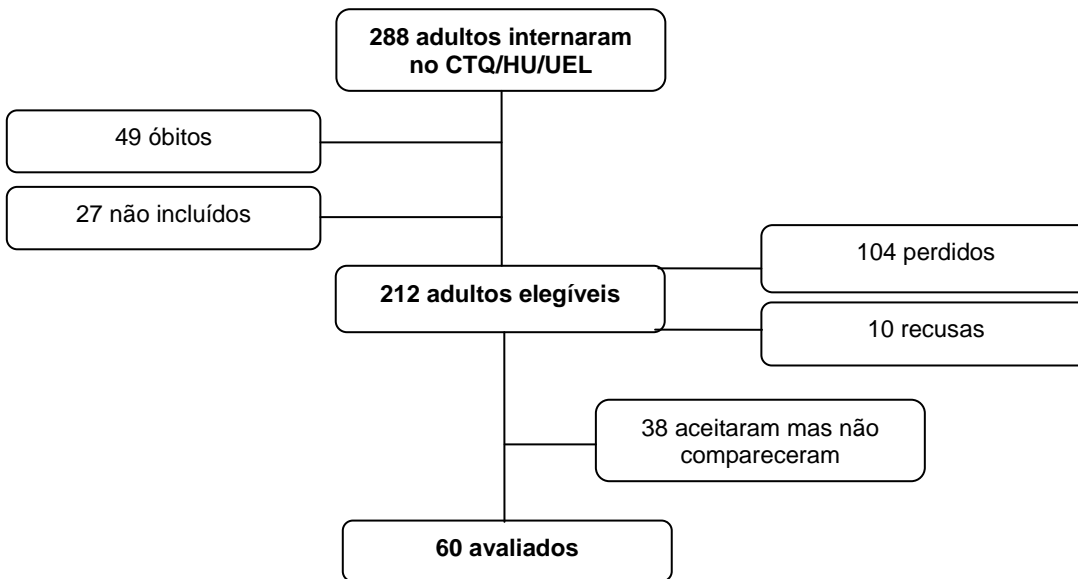 288 adultos internaram
no CTQ/HU/UEL
49 óbitos
27 não incluídos
104 perdidos
212 adultos elegíveis
10 recusas
38 aceitaram mas não
compareceram
60 avaliados